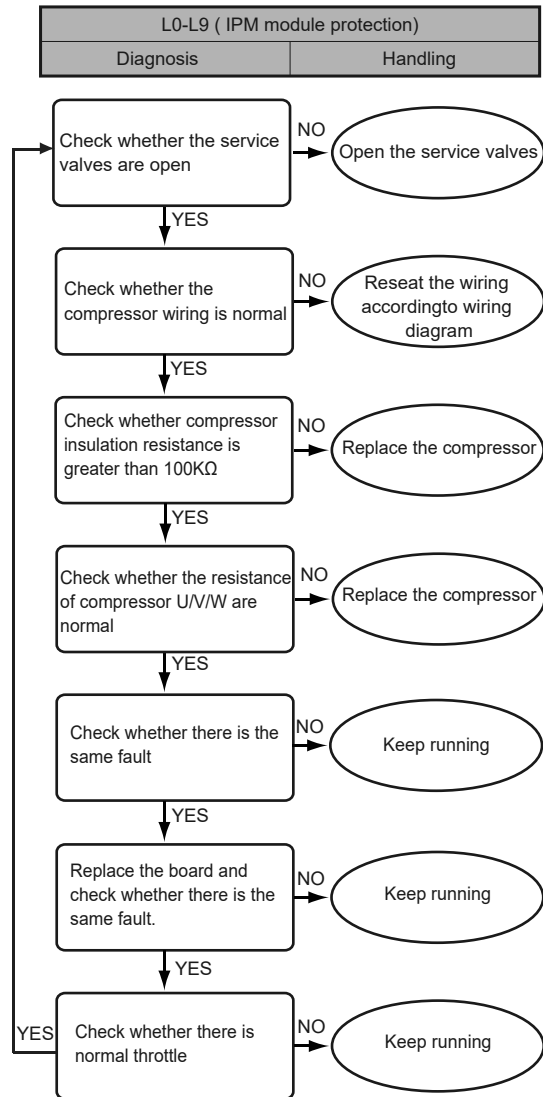 L0-L9 ( IPM module protection)
Diagnosis
Handling
Check whether the service
valves are open
NO
Open the service valves
YES
Check whether the
compressor wiring is normal
NO
Reseat the wiring
accordingto wiring
diagram
YES
Check whether compressor
insulation resistance is
greater than 100KΩ
NO
Replace the compressor
YES
Check whether the resistance
of compressor U/V/W are
normal
NO
Replace the compressor
YES
Check whether there is the
same fault
NO
Keep running
YES
Replace the board and
check whether there is the
same fault.
NO
Keep running
YES
YES
Check whether there is
normal throttle
NO
Keep running